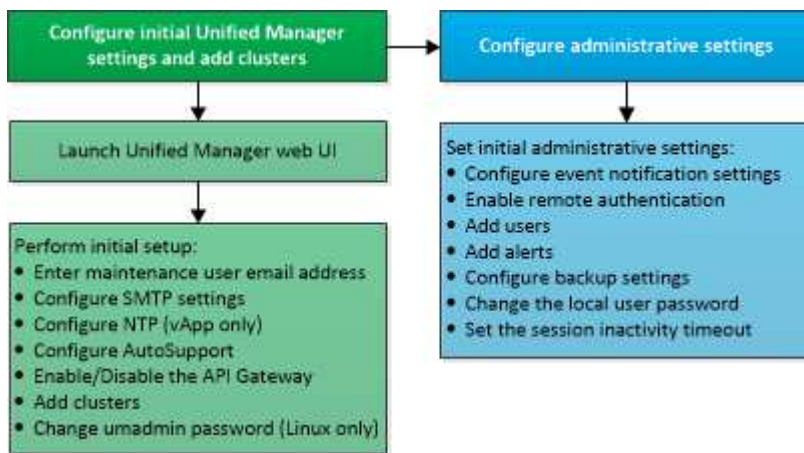 Configure initial Unified Manager
settings and add clusters
Launch Unified Manager web UI
Perform initial setup:
• Enter maintenance user email address
• Configure SMTP settings
• Configure NTP (vApp only)
• Configure AutoSupport
• Enable/Disable the API Gateway
• Add clusters
• Change umadmin password (Linux only)
Configure administrative settings
Set initial administrative settings:
• Configure event notification settings
• Enable remote authentication
• Add users
• Add alerts
• Configure backup settings
• Change the local user password
• Set the session inactivity timeout